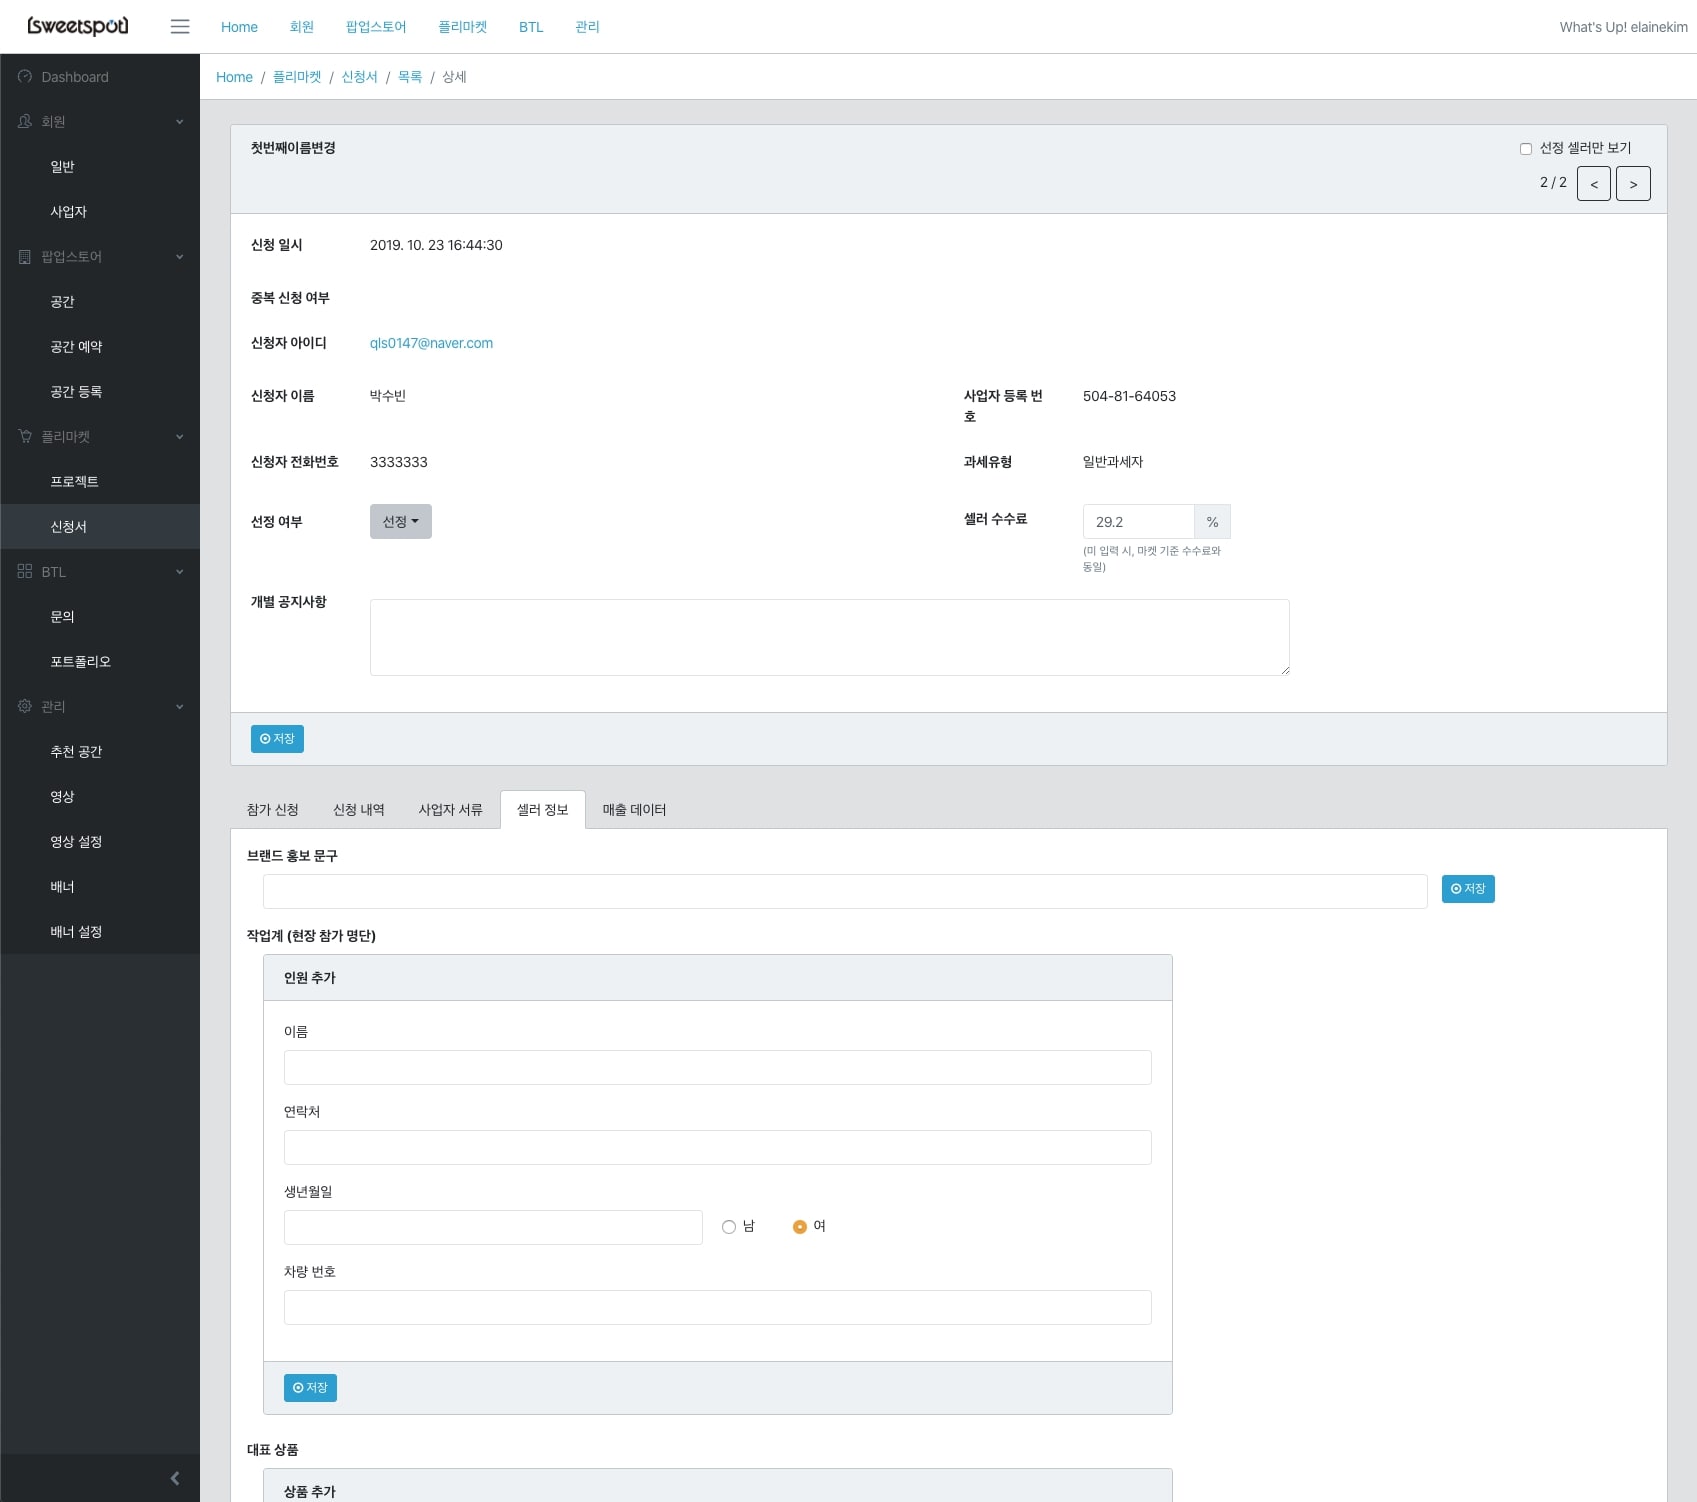 (sweetspot)
Home 회원 팝업스토어 플리마켓 BTL 관리
What's Up! elainekim
Dashboard
회원
일반
사업자
팝업스토어
공간
공간 예약
공간 등록
플리마켓
프로젝트
신청서
BTL
문의
포트폴리오
관리
추천 공간
영상
영상 설정
배너
배너 설정
Home / 플리마켓 / 신청서 / 목록 / 상세
첫번째이름변경
선정 셀러만 보기
2 / 2 < >
신청 일시 2019. 10. 23 16:44:30
중복 신청 여부
신청자 아이디 qls0147@naver.com
신청자 이름 박수빈
사업자 등록 번
호
504-81-64053
신청자 전화번호 3333333
과세유형 일반과세자
선정 여부 선정
셀러 수수료 29.2 %
(미 입력 시, 마켓 기준 수수료와
동일)
개별 공지사항
저장
참가 신청 신청 내역 사업자 서류 셀러 정보 매출 데이터
브랜드 홍보 문구
저장
작업계 (현장 참가 명단)
인원 추가
이름
연락처
생년월일
남 여
차량 번호
저장
대표 상품
상품 추가